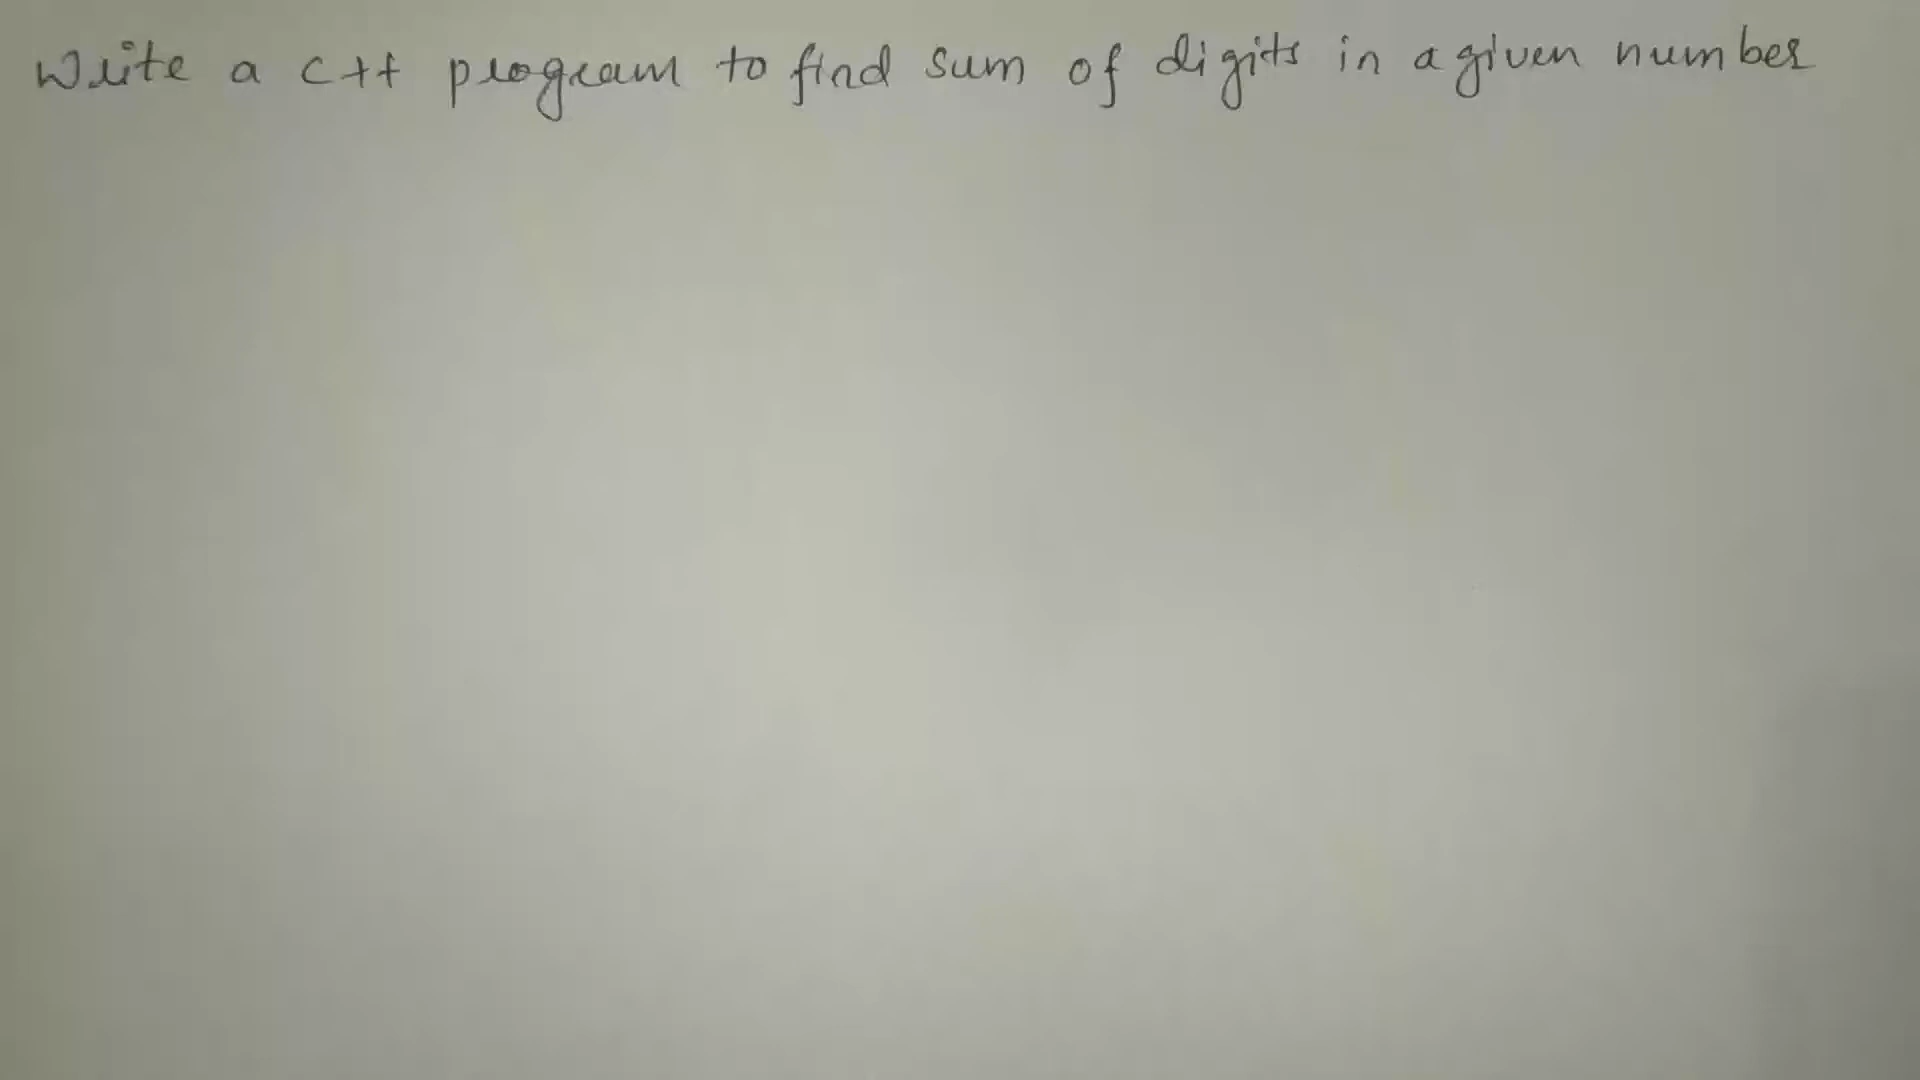 Write a c++ program to find sum of digits in a given number